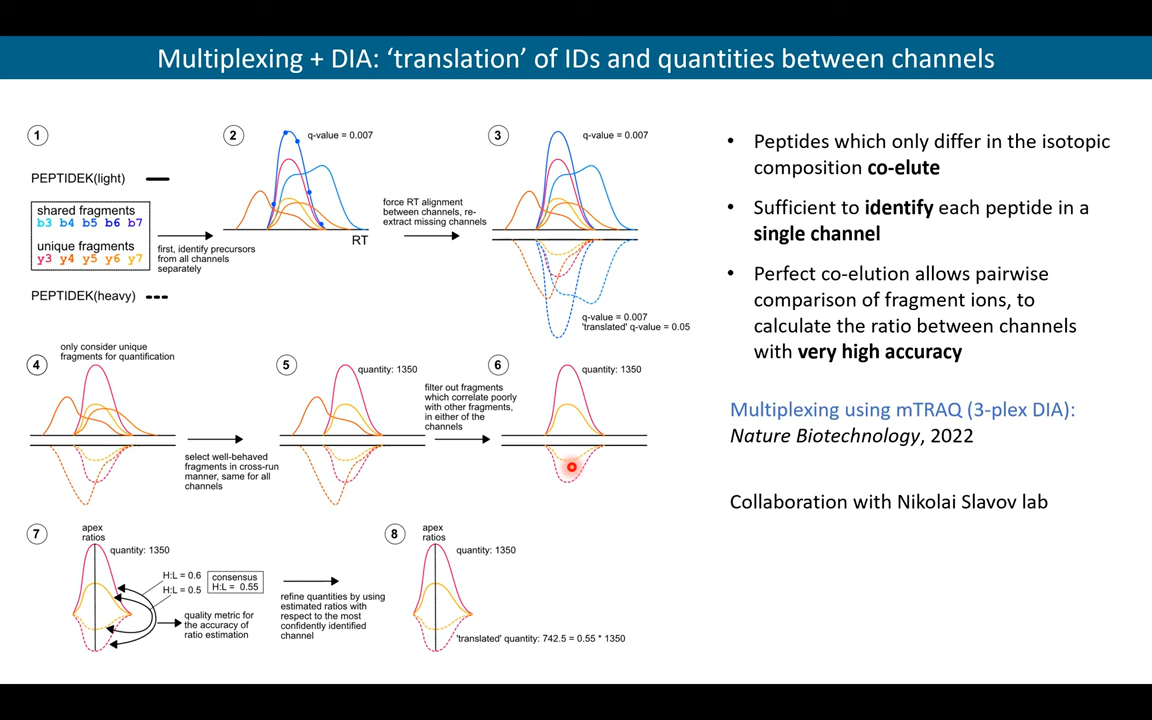 Multiplexing + DIA: ‘translation’ of IDs and quantities between channels
1
PEPTIDEK(light)
shared fragments
b3 b4 b5 b6 b7
unique fragments
y3 y4 y5 y6 y7
PEPTIDEK(heavy)
first, identify precursors
from all channels
separately
2
q-value = 0.007
RT
force RT alignment
between channels, re-
extract missing channels
3
q-value = 0.007
q-value = 0.007
'translated' q-value = 0.05
4
only consider unique
fragments for quantification
select well-behaved
fragments in cross-run
manner, same for all
channels
5
quantity: 1350
filter out fragments
which correlate poorly
with other fragments,
in either of the
channels
6
quantity: 1350
7
apex
ratios
quantity: 1350
H:L = 0.6
H:L = 0.5
consensus
H:L = 0.55
quality metric for
the accuracy of
ratio estimation
refine quantities by using
estimated ratios with
respect to the most
confidently identified
channel
8
apex
ratios
quantity: 1350
'translated' quantity: 742.5 = 0.55 * 1350
• Peptides which only differ in the isotopic
composition co-elute
• Sufficient to identify each peptide in a
single channel
• Perfect co-elution allows pairwise
comparison of fragment ions, to
calculate the ratio between channels
with very high accuracy
Multiplexing using mTRAQ (3-plex DIA):
Nature Biotechnology, 2022
Collaboration with Nikolai Slavov lab